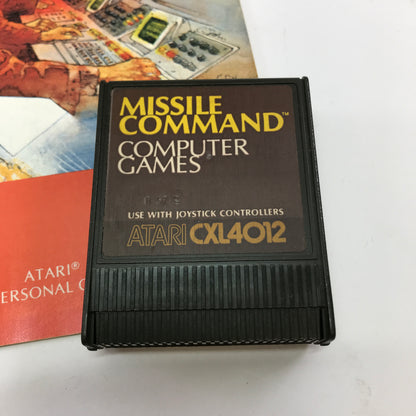 MISSILE
COMMAND™
COMPUTER
GAMES
USE WITH JOYSTICK CONTROLLERS
ATARI CXL4012
ATARI®
ERSONAL